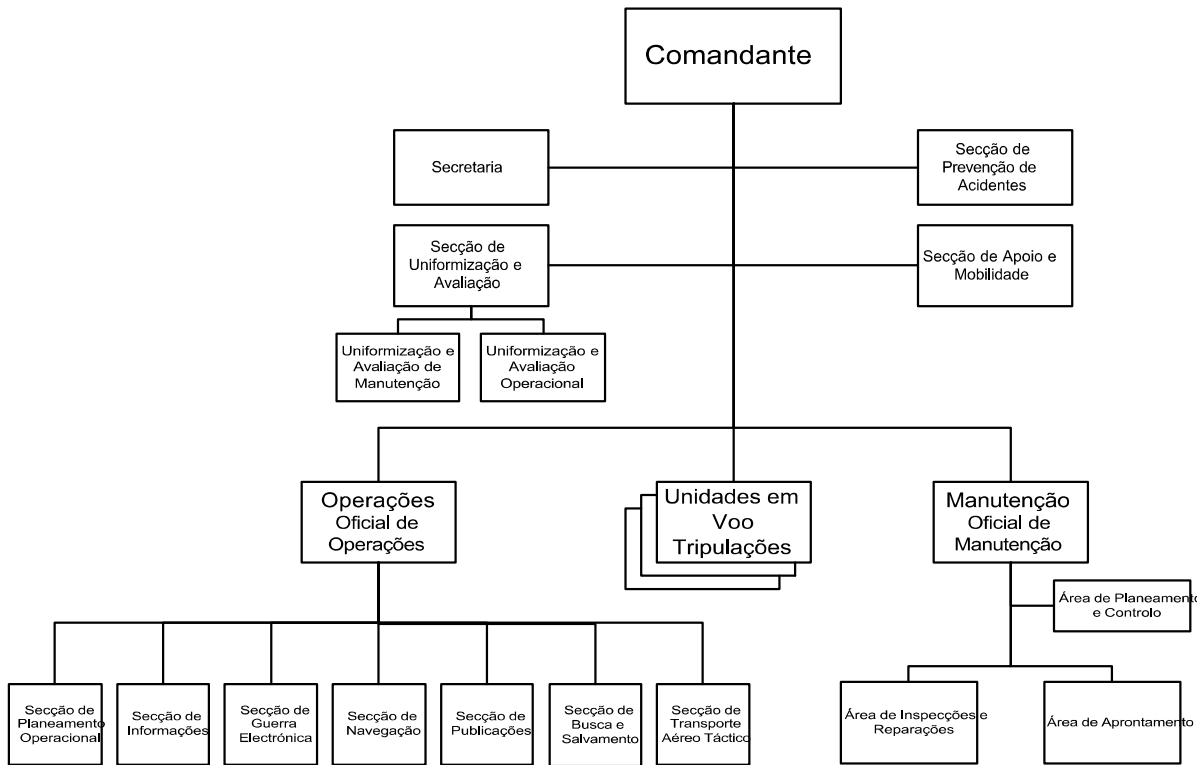 Comandante
Secretaria
Secção de
Prevenção de
Acidentes
Secção de
Uniformização e
Avaliação
Secção de Apoio e
Mobilidade
Uniformização e
Avaliação de
Manutenção
Uniformização e
Avaliação
Operacional
Operações
Oficial de
Operações
Unidades em
Voo
Tripulações
Manutenção
Oficial de
Manutenção
Área de Planeamento
e Controlo
Secção de
Planeamento
Operacional
Secção de
Informações
Secção de
Guerra
Electrónica
Secção de
Navegação
Secção de
Publicações
Secção de
Busca e
Salvamento
Secção de
Transporte
Aéreo Táctico
Área de Inspecções e
Reparações
Área de Aprontamento